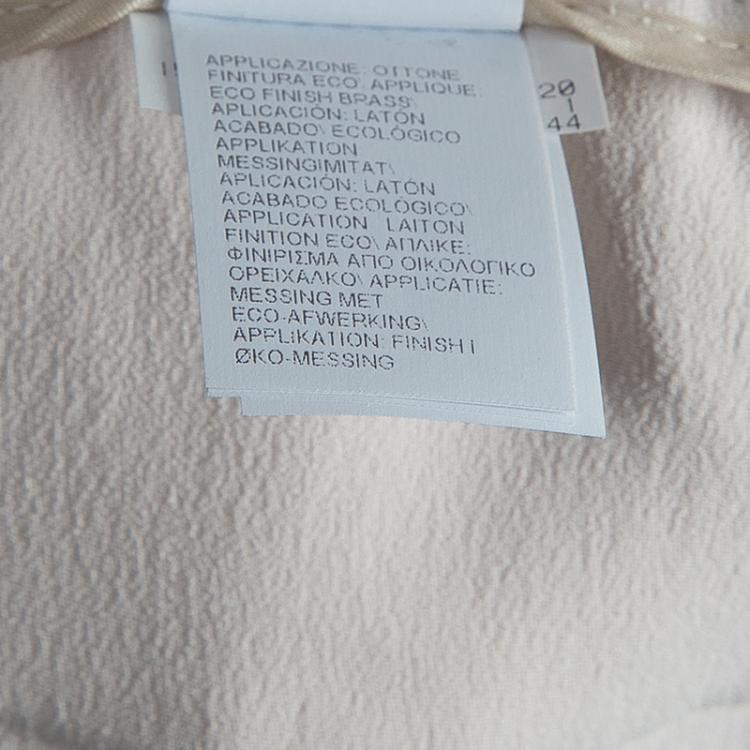 APPLICAZIONE: OTTONE
FINITURA ECO\ APPLIQUE:
ECO FINISH BRASS\
APLICACIÓN: LATÓN
ACABADO\ ECOLÓGICO
APPLIKATION
MESSINGIMITAT\
APLICACIÓN: LATÓN
ACABADO ECOLÓGICO\
APPLICATION LAITON
FINITION ECO\ ΑΠΛΙΚΕ:
ΦΙΝΙΡΙΣΜΑ ΑΠΟ ΟΙΚΟΛΟΓΙΚΟ
ΟΡΕΙΧΑΛΚΟ\ APPLICATIE:
MESSING MET
ECO-AFWERKING\
APPLIKATION: FINISH I
ØKO-MESSING
20
1
44